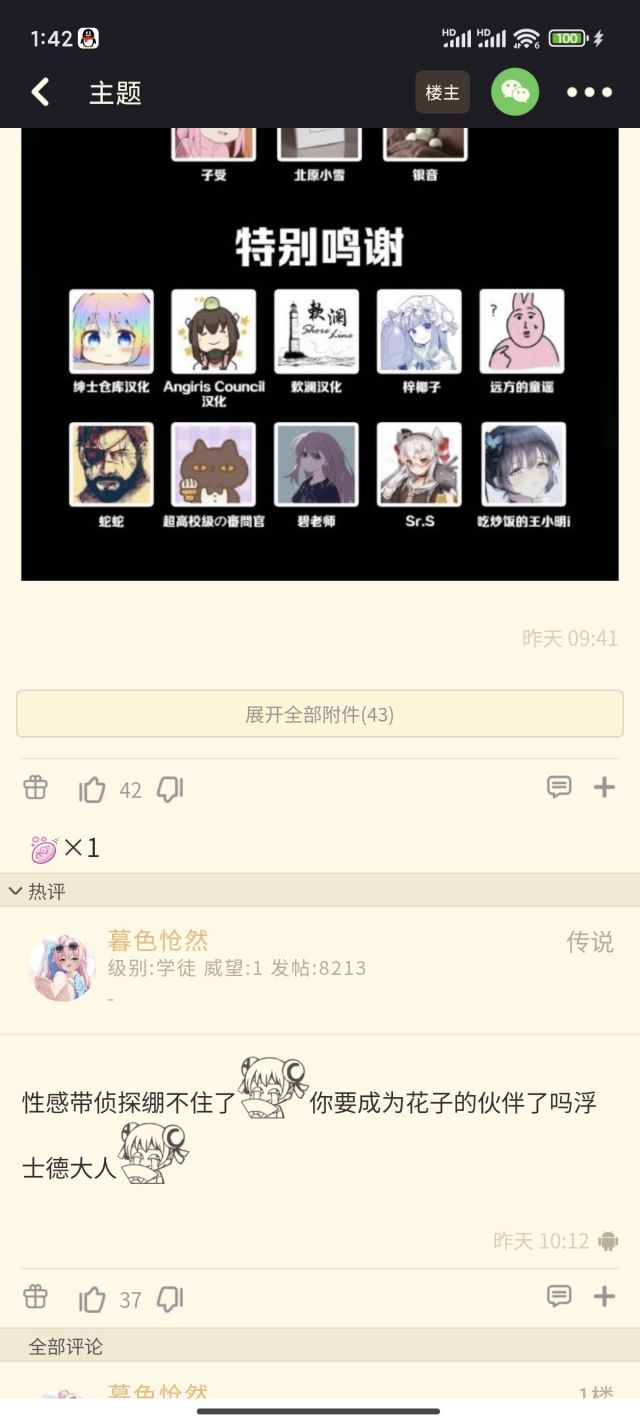 1:42
HD HD 6 100
主题
楼主
子受 北原小雪 银音
特别鸣谢
?
軟澜
Shore Line
绅士仓库汉化 Angiris Council 軟澜汉化 梓椰子 远方的童谣
汉化
蛇蛇 超高校級の審問官 碧老师 Sr.S 吃炒饭的王小明i
昨天 09:41
展开全部附件(43)
42
×1
热评
暮色怆然 传说
级别:学徒 威望:1 发帖:8213
-
性感带侦探绷不住了 你要成为花子的伙伴了吗浮
士德大人
昨天 10:12
37
全部评论
暮色怆然 1楼